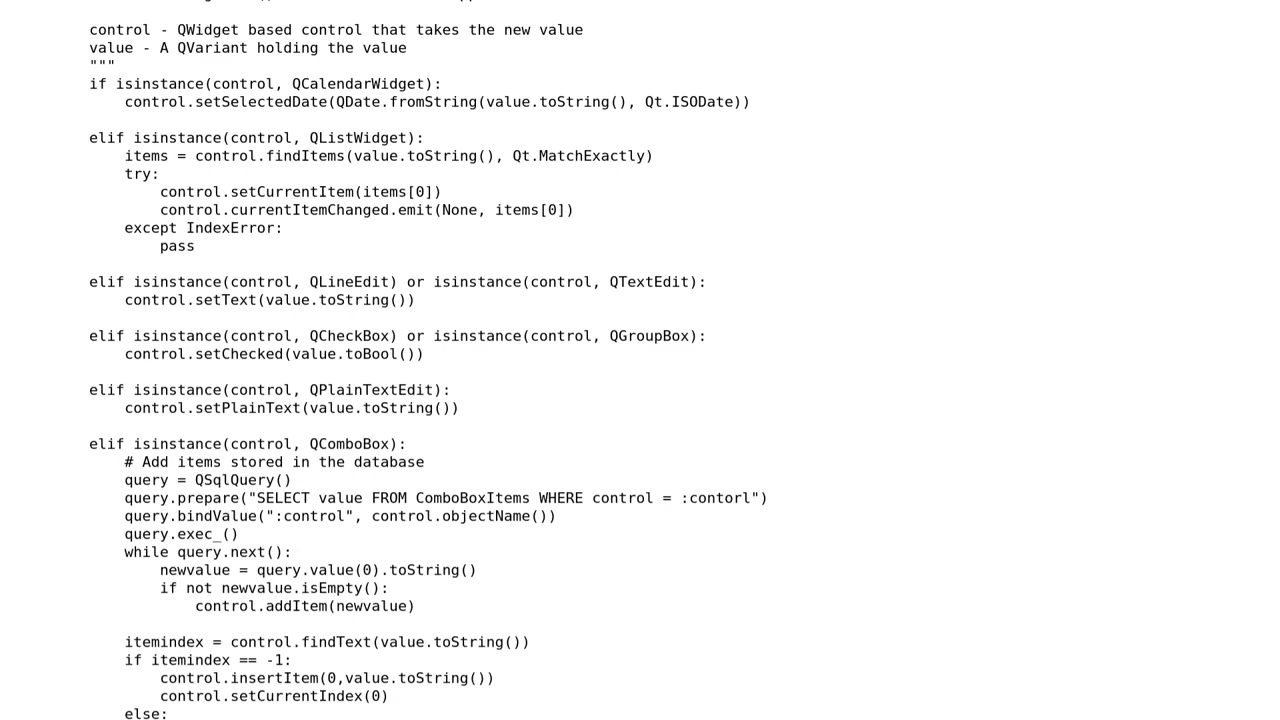 control - QWidget based control that takes the new value
value - A QVariant holding the value
"""
if isinstance(control, QCalendarWidget):
    control.setSelectedDate(QDate.fromString(value.toString(), Qt.ISODate))

elif isinstance(control, QListWidget):
    items = control.findItems(value.toString(), Qt.MatchExactly)
    try:
        control.setCurrentItem(items[0])
        control.currentItemChanged.emit(None, items[0])
    except IndexError:
        pass

elif isinstance(control, QLineEdit) or isinstance(control, QTextEdit):
    control.setText(value.toString())

elif isinstance(control, QCheckBox) or isinstance(control, QGroupBox):
    control.setChecked(value.toBool())

elif isinstance(control, QPlainTextEdit):
    control.setPlainText(value.toString())

elif isinstance(control, QComboBox):
    # Add items stored in the database
    query = QSqlQuery()
    query.prepare("SELECT value FROM ComboBoxItems WHERE control = :contorl")
    query.bindValue(":control", control.objectName())
    query.exec_()
    while query.next():
        newvalue = query.value(0).toString()
        if not newvalue.isEmpty():
            control.addItem(newvalue)

    itemindex = control.findText(value.toString())
    if itemindex == -1:
        control.insertItem(0,value.toString())
        control.setCurrentIndex(0)
    else: